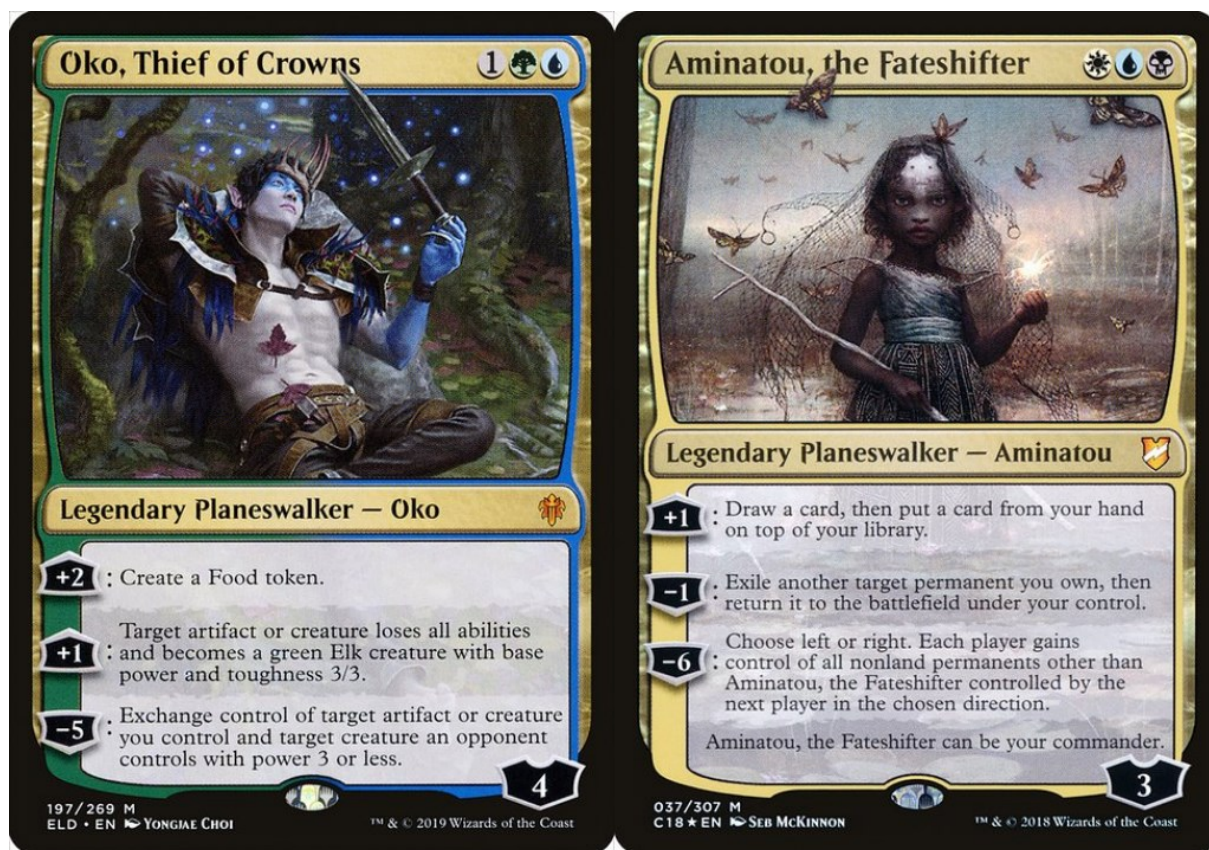 Oko, Thief of Crowns 1
Legendary Planeswalker — Oko
+2 : Create a Food token.
+1 : Target artifact or creature loses all abilities
and becomes a green Elk creature with base
power and toughness 3/3.
−5 : Exchange control of target artifact or creature
you control and target creature an opponent
controls with power 3 or less.
4
197/269 M
ELD • EN Yongjae Choi
™ & © 2019 Wizards of the Coast
Aminatou, the Fateshifter
Legendary Planeswalker — Aminatou
+1 : Draw a card, then put a card from your hand
on top of your library.
−1 : Exile another target permanent you own, then
return it to the battlefield under your control.
−6 : Choose left or right. Each player gains
control of all nonland permanents other than
Aminatou, the Fateshifter controlled by the
next player in the chosen direction.
Aminatou, the Fateshifter can be your commander.
3
037/307 M
C18 ★ EN Seb McKinnon
™ & © 2018 Wizards of the Coast